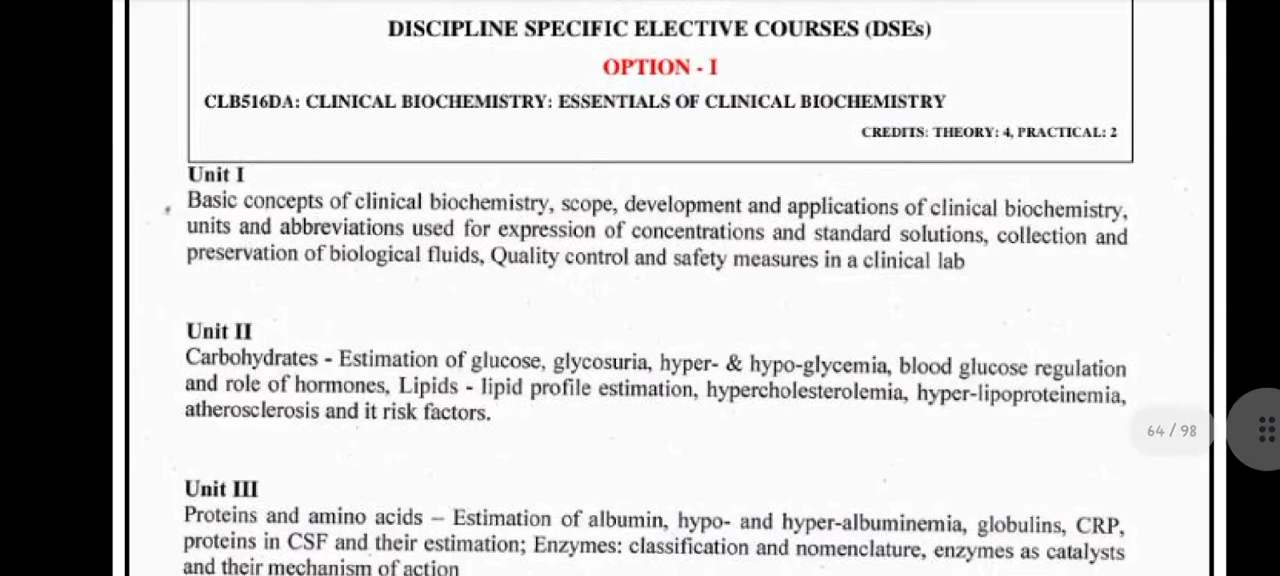 DISCIPLINE SPECIFIC ELECTIVE COURSES (DSEs)
OPTION - I
CLB516DA: CLINICAL BIOCHEMISTRY: ESSENTIALS OF CLINICAL BIOCHEMISTRY
CREDITS: THEORY: 4, PRACTICAL: 2
Unit I
Basic concepts of clinical biochemistry, scope, development and applications of clinical biochemistry,
units and abbreviations used for expression of concentrations and standard solutions, collection and
preservation of biological fluids, Quality control and safety measures in a clinical lab
Unit II
Carbohydrates - Estimation of glucose, glycosuria, hyper- & hypo-glycemia, blood glucose regulation
and role of hormones, Lipids - lipid profile estimation, hypercholesterolemia, hyper-lipoproteinemia,
atherosclerosis and it risk factors.
64 / 98
Unit III
Proteins and amino acids – Estimation of albumin, hypo- and hyper-albuminemia, globulins, CRP,
proteins in CSF and their estimation; Enzymes: classification and nomenclature, enzymes as catalysts
and their mechanism of action